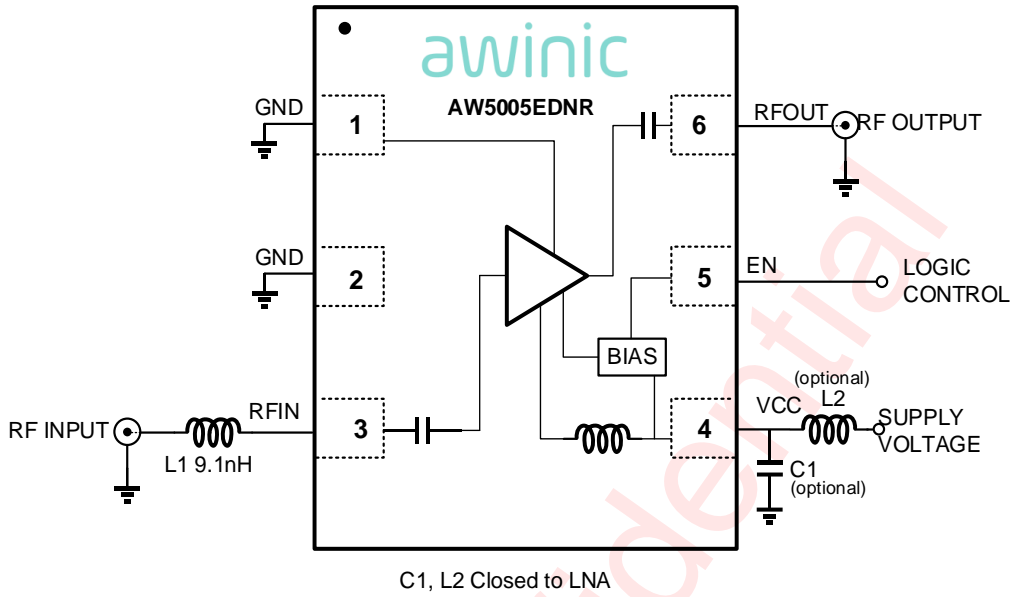 awinic
AW5005EDNR
GND
1
6
RFOUT
RF OUTPUT
GND
2
5
EN
LOGIC
CONTROL
BIAS
(optional)
L2
VCC
SUPPLY
VOLTAGE
RF INPUT
RFIN
3
4
L1 9.1nH
C1
(optional)
C1, L2 Closed to LNA